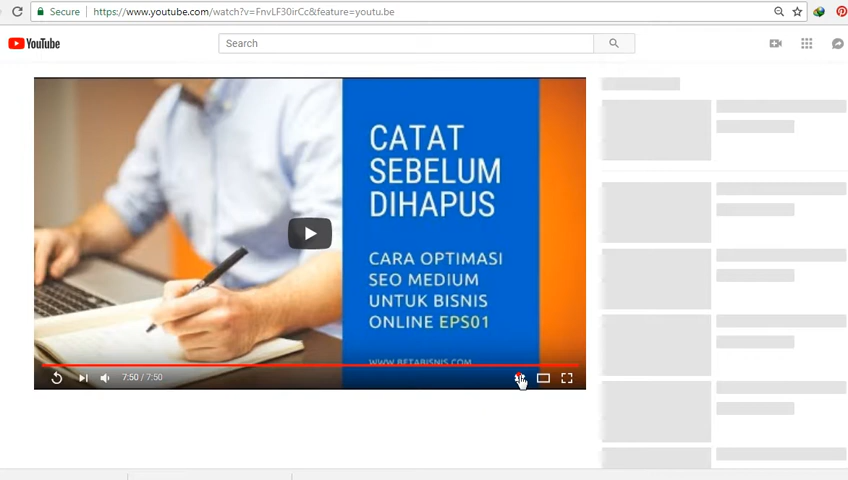 Secure
https://www.youtube.com/watch?v=FnvLF30irCc&feature=youtu.be
YouTube
Search
CATAT
SEBELUM
DIHAPUS
CARA OPTIMASI
SEO MEDIUM
UNTUK BISNIS
ONLINE EPS01
WWW.BETABISNIS.COM
7:50 / 7:50